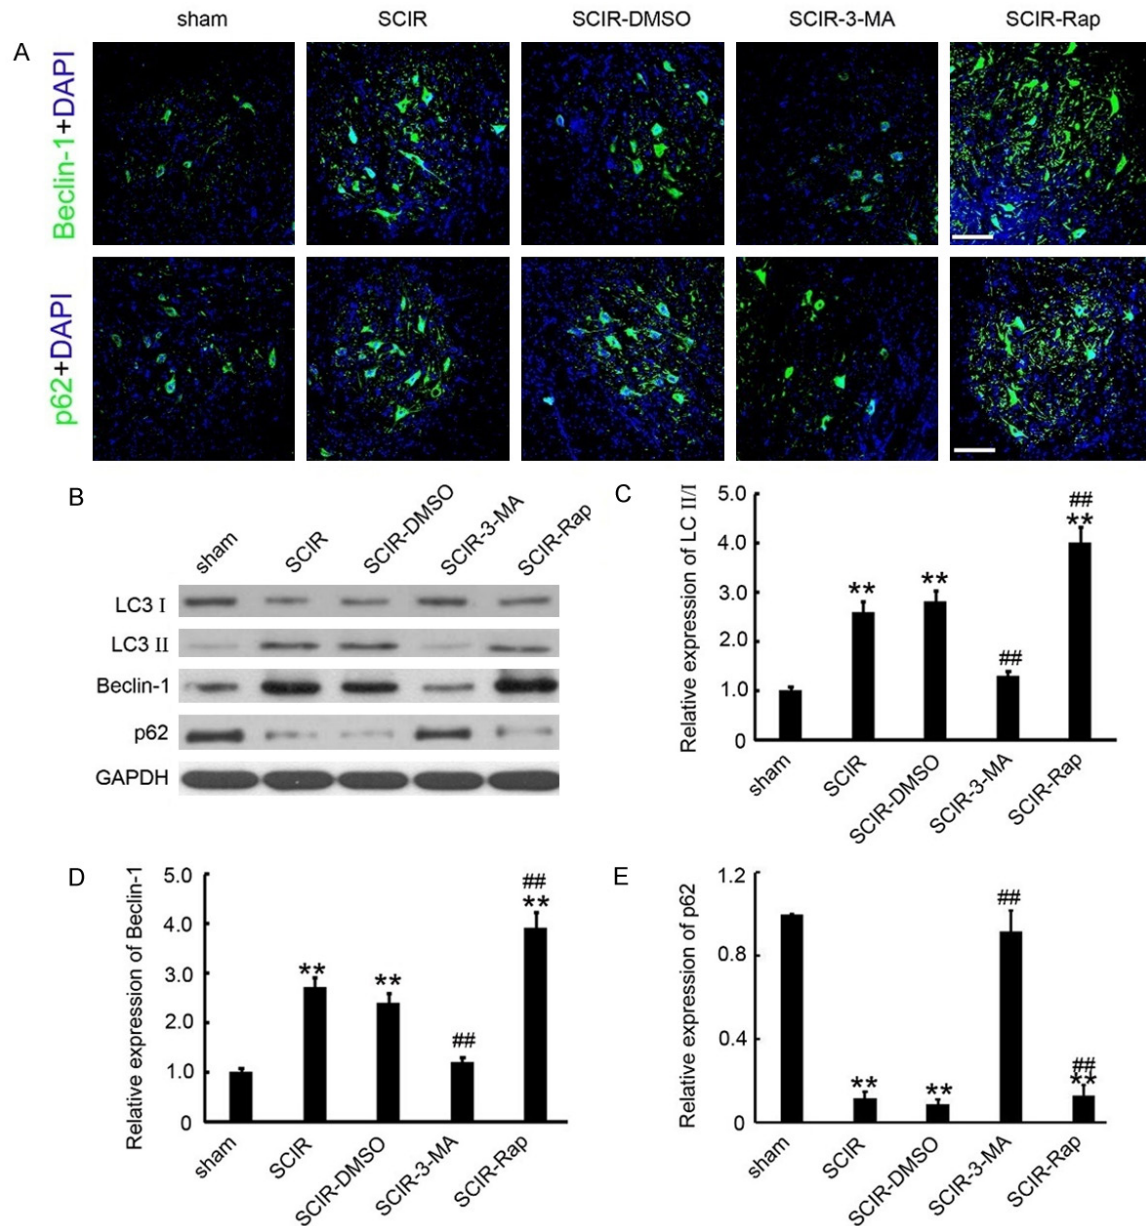 sham SCIR SCIR-DMSO SCIR-3-MA SCIR-Rap
A
Beclin-1+DAPI
p62+DAPI
B
sham SCIR SCIR-DMSO SCIR-3-MA SCIR-Rap
LC3 I
LC3 II
Beclin-1
p62
GAPDH
C
Relative expression of LC II/I
5.0
4.0
3.0
2.0
1.0
0
** ** ## ## **
sham SCIR SCIR-DMSO SCIR-3-MA SCIR-Rap
D
Relative expression of Beclin-1
5.0
4.0
3.0
2.0
1.0
0
** ** ## ## **
sham SCIR SCIR-DMSO SCIR-3-MA SCIR-Rap
E
Relative expression of p62
1.2
0.8
0.4
0
** ** ## ## **
sham SCIR SCIR-DMSO SCIR-3-MA SCIR-Rap